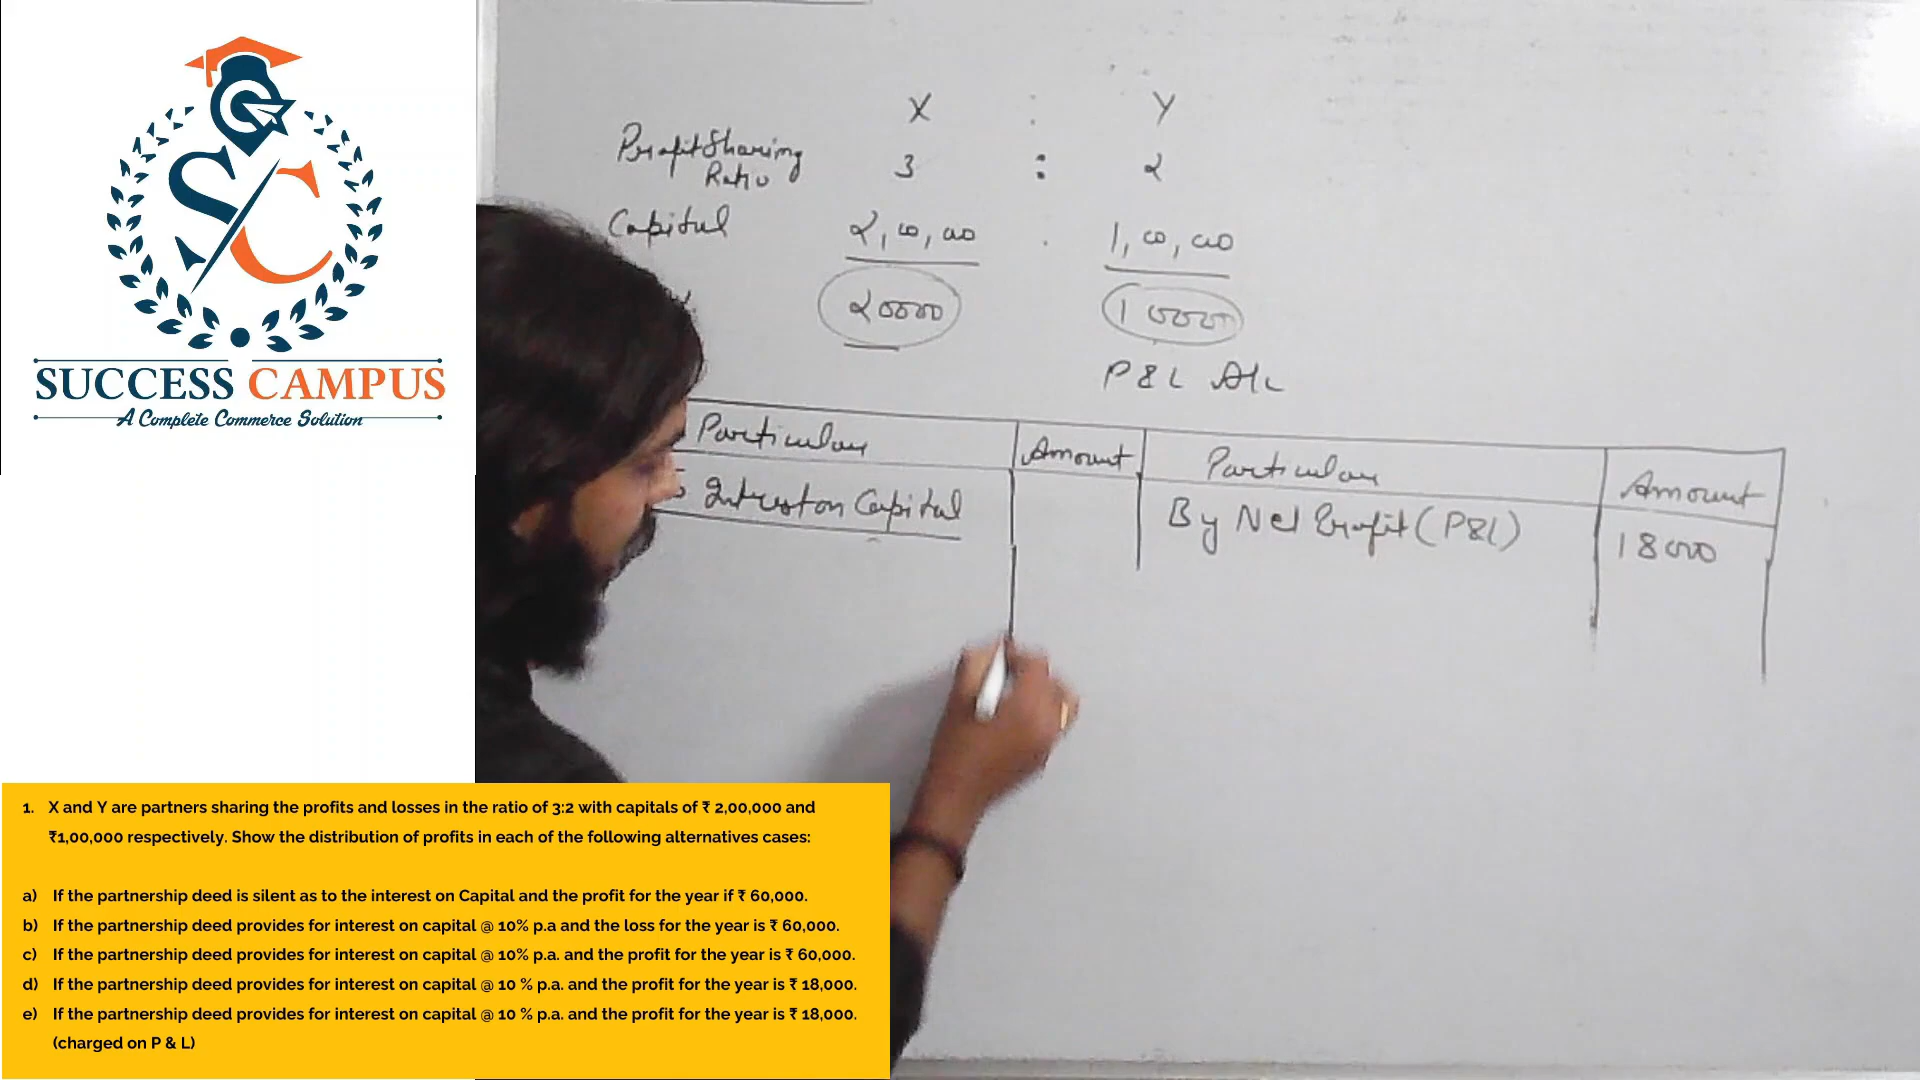 SC
SUCCESS CAMPUS
A Complete Commerce Solution
X : Y
Profit Sharing
Ratio 3 : 2
Capital 2,00,000 : 1,00,000
20000 10000
P&L A/c
Particulars Amount Particulars Amount
Intrest on Capital By Net Profit (P&L) 18000
1. X and Y are partners sharing the profits and losses in the ratio of 3:2 with capitals of ₹ 2,00,000 and
₹1,00,000 respectively. Show the distribution of profits in each of the following alternatives cases:
a) If the partnership deed is silent as to the interest on Capital and the profit for the year if ₹ 60,000.
b) If the partnership deed provides for interest on capital @ 10% p.a and the loss for the year is ₹ 60,000.
c) If the partnership deed provides for interest on capital @ 10% p.a. and the profit for the year is ₹ 60,000.
d) If the partnership deed provides for interest on capital @ 10 % p.a. and the profit for the year is ₹ 18,000.
e) If the partnership deed provides for interest on capital @ 10 % p.a. and the profit for the year is ₹ 18,000.
(charged on P & L)